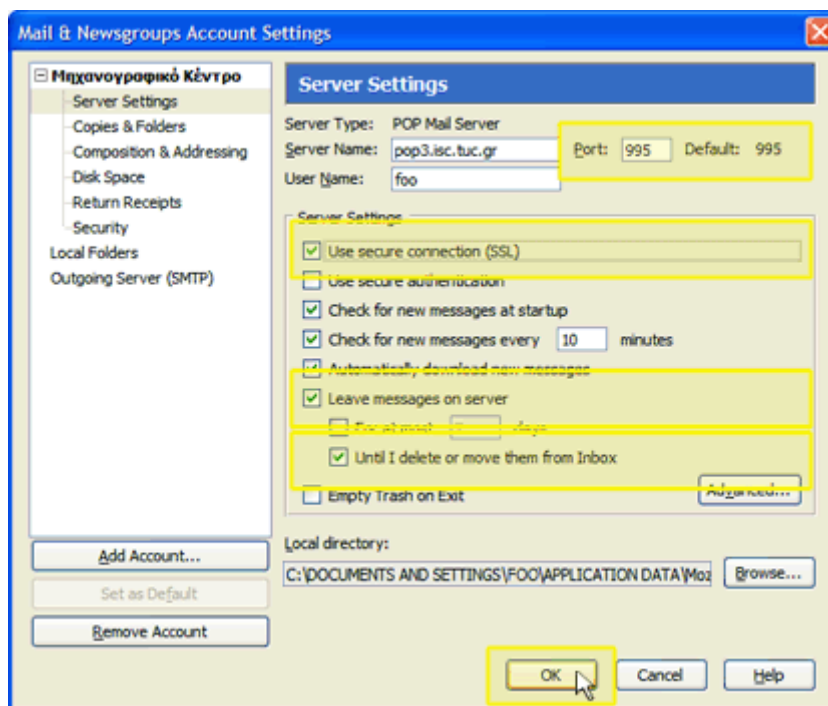 Mail & Newsgroups Account Settings
Μηχανογραφικό Κέντρο
Server Settings
Copies & Folders
Composition & Addressing
Disk Space
Return Receipts
Security
Local Folders
Outgoing Server (SMTP)
Add Account...
Set as Default
Remove Account
Server Settings
Server Type: POP Mail Server
Server Name: pop3.isc.tuc.gr Port: 995 Default: 995
User Name: foo
Server Settings
Use secure connection (SSL)
Use secure authentication
Check for new messages at startup
Check for new messages every 10 minutes
Automatically download new messages
Leave messages on server
For at most days
Until I delete or move them from Inbox
Empty Trash on Exit Advanced...
Local directory:
C:\DOCUMENTS AND SETTINGS\FOO\APPLICATION DATA\Moz Browse...
OK Cancel Help